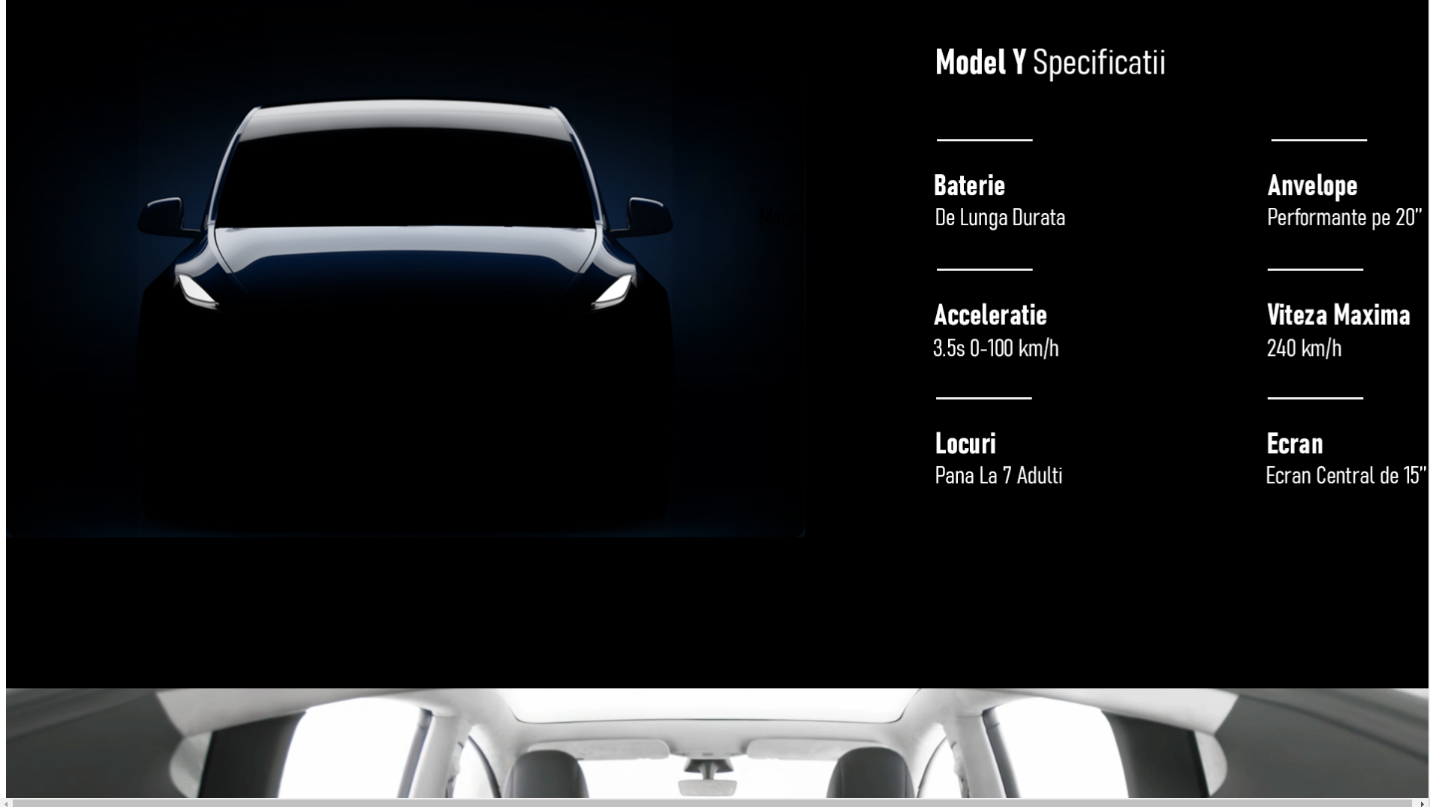 Model Y Specificatii
Baterie
De Lunga Durata
Anvelope
Performante pe 20”
Acceleratie
3.5s 0-100 km/h
Viteza Maxima
240 km/h
Locuri
Pana La 7 Adulti
Ecran
Ecran Central de 15”